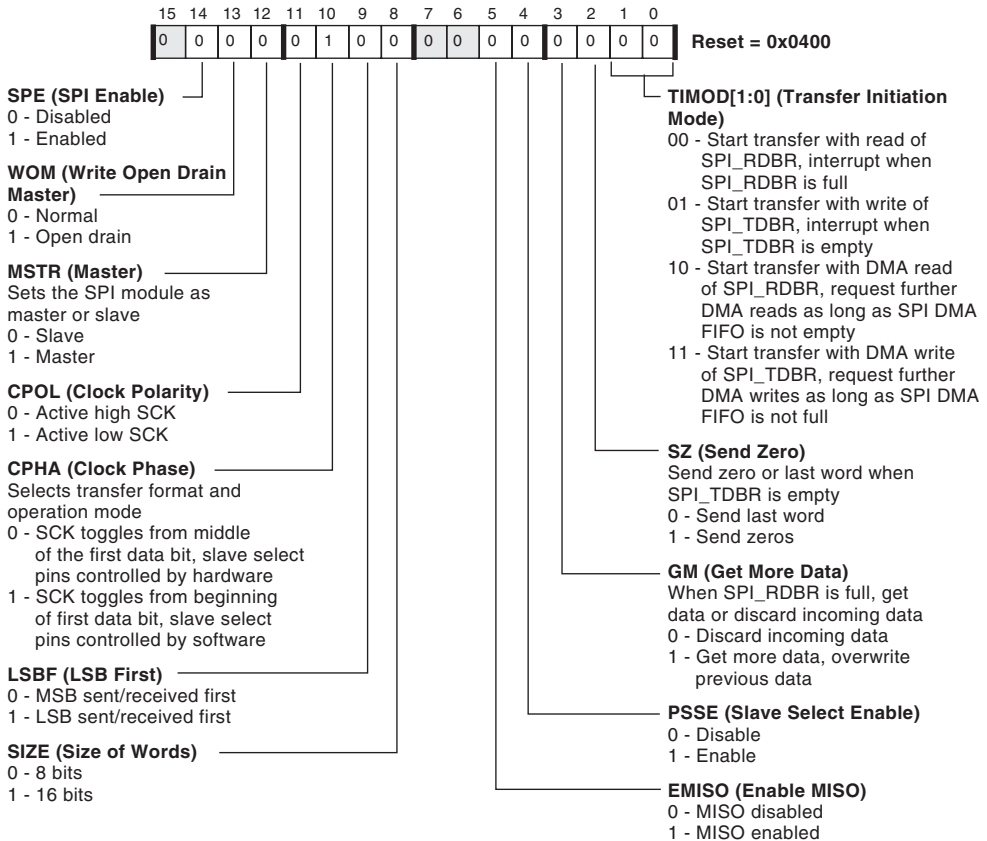 15 14 13 12 11 10 9 8 7 6 5 4 3 2 1 0
0 0 0 0 0 1 0 0 0 0 0 0 0 0 0 0 Reset = 0x0400
SPE (SPI Enable)
0 - Disabled
1 - Enabled
WOM (Write Open Drain
Master)
0 - Normal
1 - Open drain
MSTR (Master)
Sets the SPI module as
master or slave
0 - Slave
1 - Master
CPOL (Clock Polarity)
0 - Active high SCK
1 - Active low SCK
CPHA (Clock Phase)
Selects transfer format and
operation mode
0 - SCK toggles from middle
of the first data bit, slave select
pins controlled by hardware
1 - SCK toggles from beginning
of first data bit, slave select
pins controlled by software
LSBF (LSB First)
0 - MSB sent/received first
1 - LSB sent/received first
SIZE (Size of Words)
0 - 8 bits
1 - 16 bits
TIMOD[1:0] (Transfer Initiation
Mode)
00 - Start transfer with read of
SPI_RDBR, interrupt when
SPI_RDBR is full
01 - Start transfer with write of
SPI_TDBR, interrupt when
SPI_TDBR is empty
10 - Start transfer with DMA read
of SPI_RDBR, request further
DMA reads as long as SPI DMA
FIFO is not empty
11 - Start transfer with DMA write
of SPI_TDBR, request further
DMA writes as long as SPI DMA
FIFO is not full
SZ (Send Zero)
Send zero or last word when
SPI_TDBR is empty
0 - Send last word
1 - Send zeros
GM (Get More Data)
When SPI_RDBR is full, get
data or discard incoming data
0 - Discard incoming data
1 - Get more data, overwrite
previous data
PSSE (Slave Select Enable)
0 - Disable
1 - Enable
EMISO (Enable MISO)
0 - MISO disabled
1 - MISO enabled